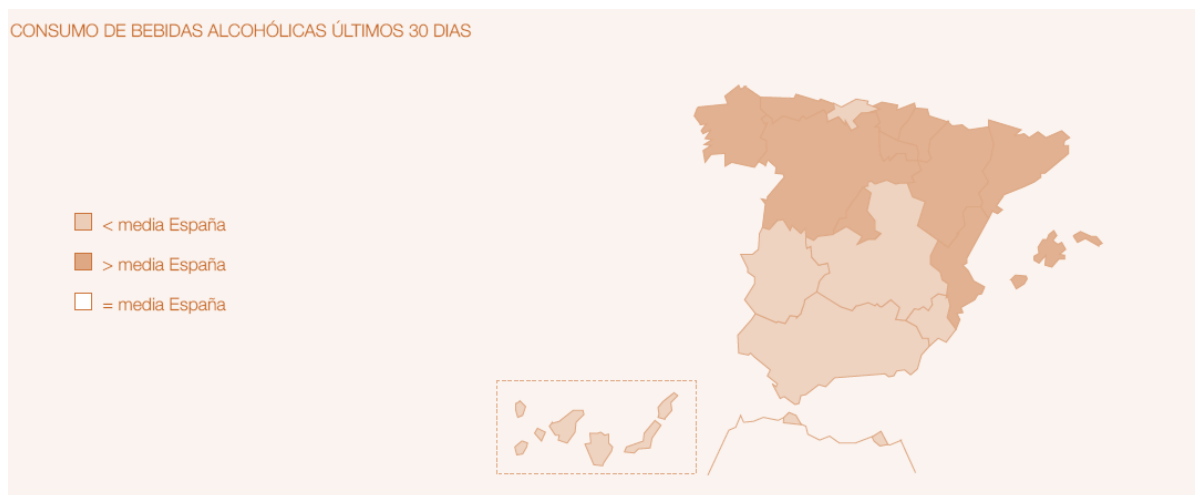 CONSUMO DE BEBIDAS ALCOHÓLICAS ÚLTIMOS 30 DIAS
< media España
> media España
= media España